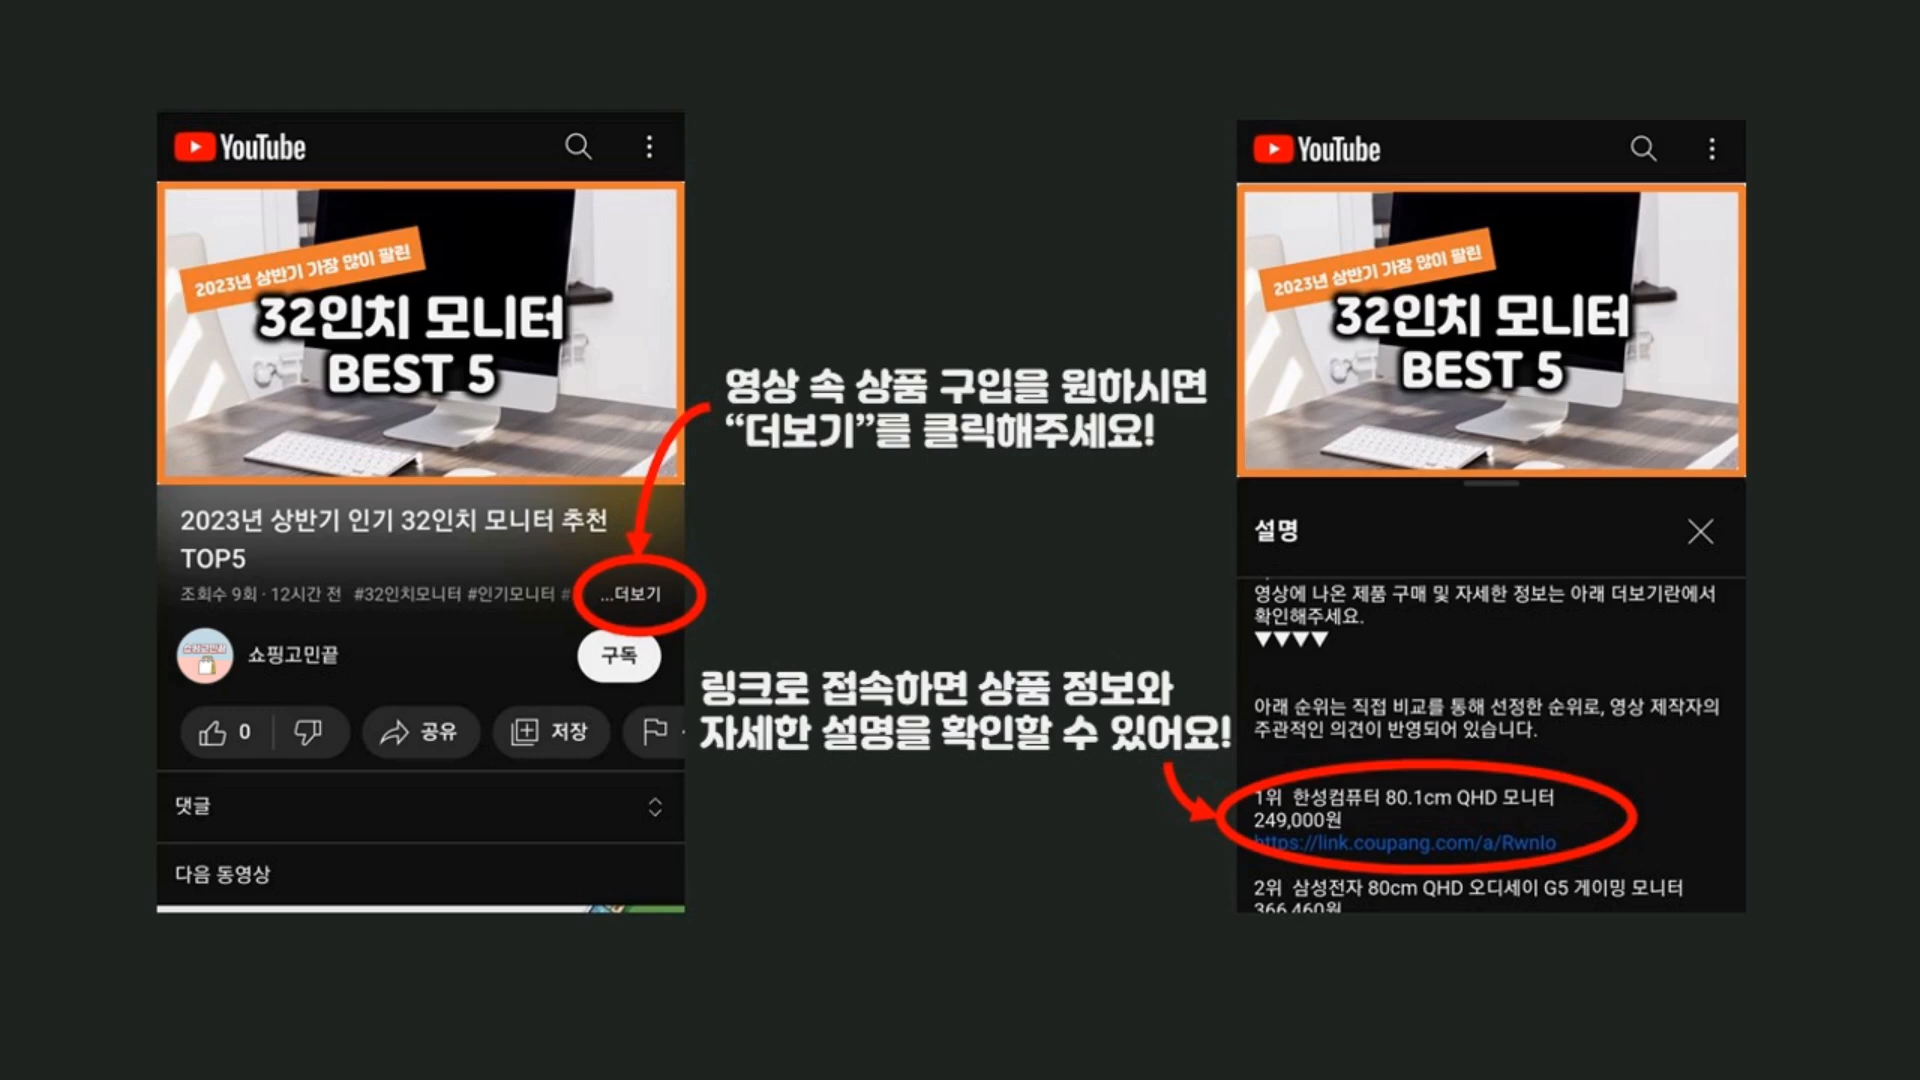 YouTube
2023년 상반기 가장 많이 팔린
32인치 모니터
BEST 5
2023년 상반기 인기 32인치 모니터 추천
TOP5
조회수 9회 · 12시간 전 #32인치모니터 #인기모니터 # ...더보기
쇼핑고민끝
쇼핑고민끝 구독
0 공유 저장
댓글
다음 동영상
영상 속 상품 구입을 원하시면
“더보기”를 클릭해주세요!
링크로 접속하면 상품 정보와
자세한 설명을 확인할 수 있어요!
YouTube
2023년 상반기 가장 많이 팔린
32인치 모니터
BEST 5
설명
영상에 나온 제품 구매 및 자세한 정보는 아래 더보기란에서
확인해주세요.
▼▼▼▼
아래 순위는 직접 비교를 통해 선정한 순위로, 영상 제작자의
주관적인 의견이 반영되어 있습니다.
1위 한성컴퓨터 80.1cm QHD 모니터
249,000원
https://link.coupang.com/a/RwnIo
2위 삼성전자 80cm QHD 오디세이 G5 게이밍 모니터
366,460원